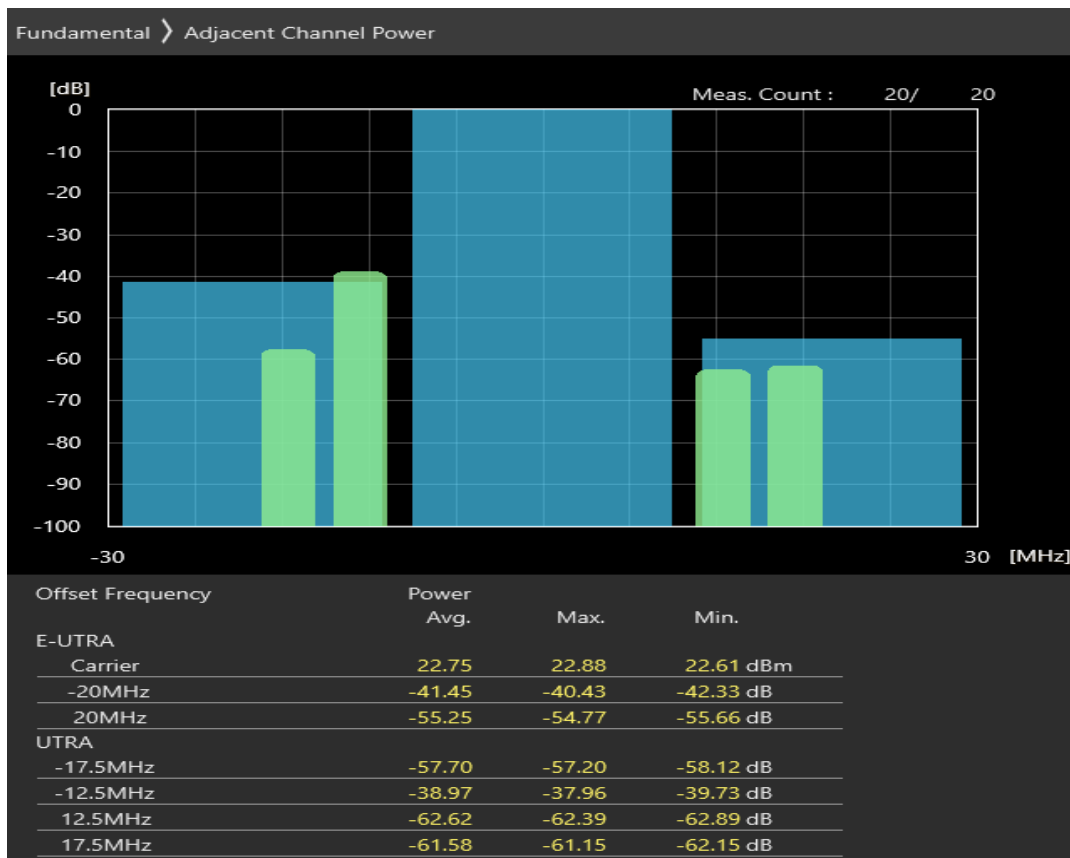 Fundamental 〉 Adjacent Channel Power
[dB]
Meas. Count : 20/ 20
0
-10
-20
-30
-40
-50
-60
-70
-80
-90
-100
-30 30 [MHz]
Offset Frequency Power
Avg. Max. Min.
E-UTRA
Carrier 22.75 22.88 22.61 dBm
-20MHz -41.45 -40.43 -42.33 dB
20MHz -55.25 -54.77 -55.66 dB
UTRA
-17.5MHz -57.70 -57.20 -58.12 dB
-12.5MHz -38.97 -37.96 -39.73 dB
12.5MHz -62.62 -62.39 -62.89 dB
17.5MHz -61.58 -61.15 -62.15 dB